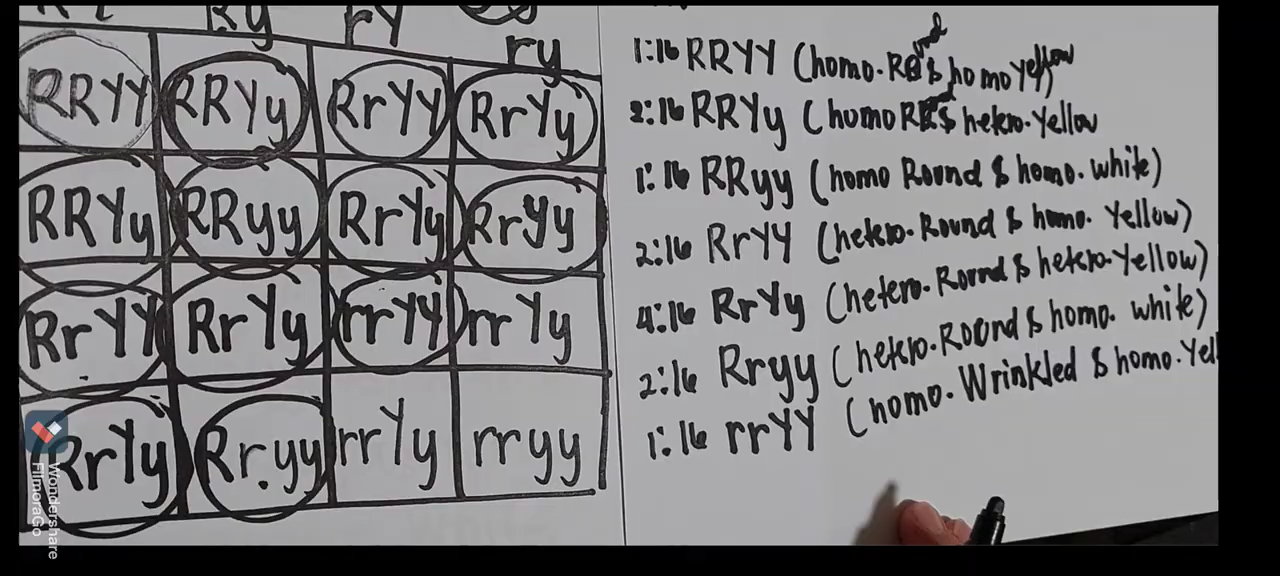 Ry rY ry
RRYY RRYy RrYY RrYy
RRYy RRyy RrYy Rryy
RrYY RrYy rrYY rrYy
RrYy Rryy rrYy rryy
1:16 RRYY (homo. Round & homo Yellow
2:16 RRYy (homo & hetero. Yellow
1:16 RRyy (homo Round & homo. white)
2:16 RrYY (hetero. Round & homo. Yellow)
4:16 RrYy (hetero. Round & hetero. Yellow)
2:16 Rryy (hetero. Round & homo. white)
1:16 rrYY (homo. Wrinkled & homo. Yel
Wondershare
FilmoraGo